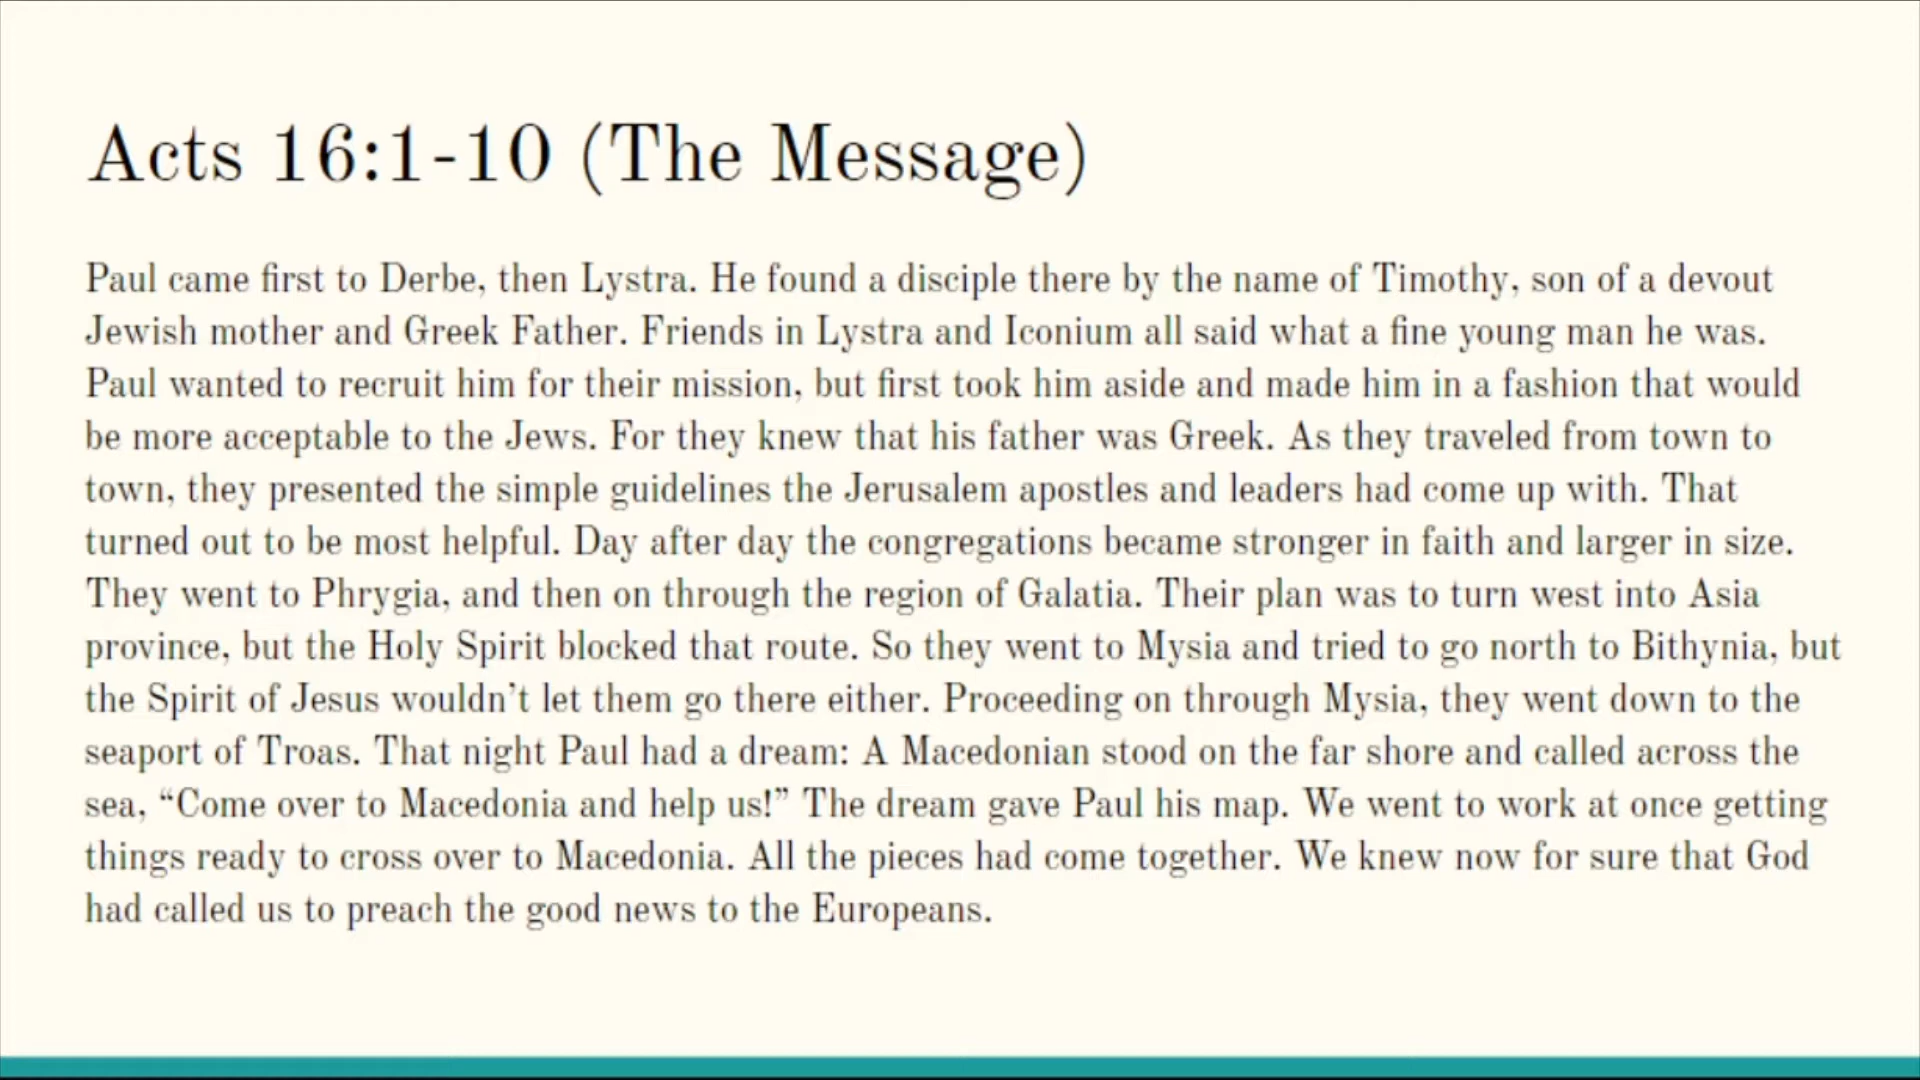 Acts 16:1-10 (The Message)
Paul came first to Derbe, then Lystra. He found a disciple there by the name of Timothy, son of a devout
Jewish mother and Greek Father. Friends in Lystra and Iconium all said what a fine young man he was.
Paul wanted to recruit him for their mission, but first took him aside and made him in a fashion that would
be more acceptable to the Jews. For they knew that his father was Greek. As they traveled from town to
town, they presented the simple guidelines the Jerusalem apostles and leaders had come up with. That
turned out to be most helpful. Day after day the congregations became stronger in faith and larger in size.
They went to Phrygia, and then on through the region of Galatia. Their plan was to turn west into Asia
province, but the Holy Spirit blocked that route. So they went to Mysia and tried to go north to Bithynia, but
the Spirit of Jesus wouldn’t let them go there either. Proceeding on through Mysia, they went down to the
seaport of Troas. That night Paul had a dream: A Macedonian stood on the far shore and called across the
sea, “Come over to Macedonia and help us!” The dream gave Paul his map. We went to work at once getting
things ready to cross over to Macedonia. All the pieces had come together. We knew now for sure that God
had called us to preach the good news to the Europeans.